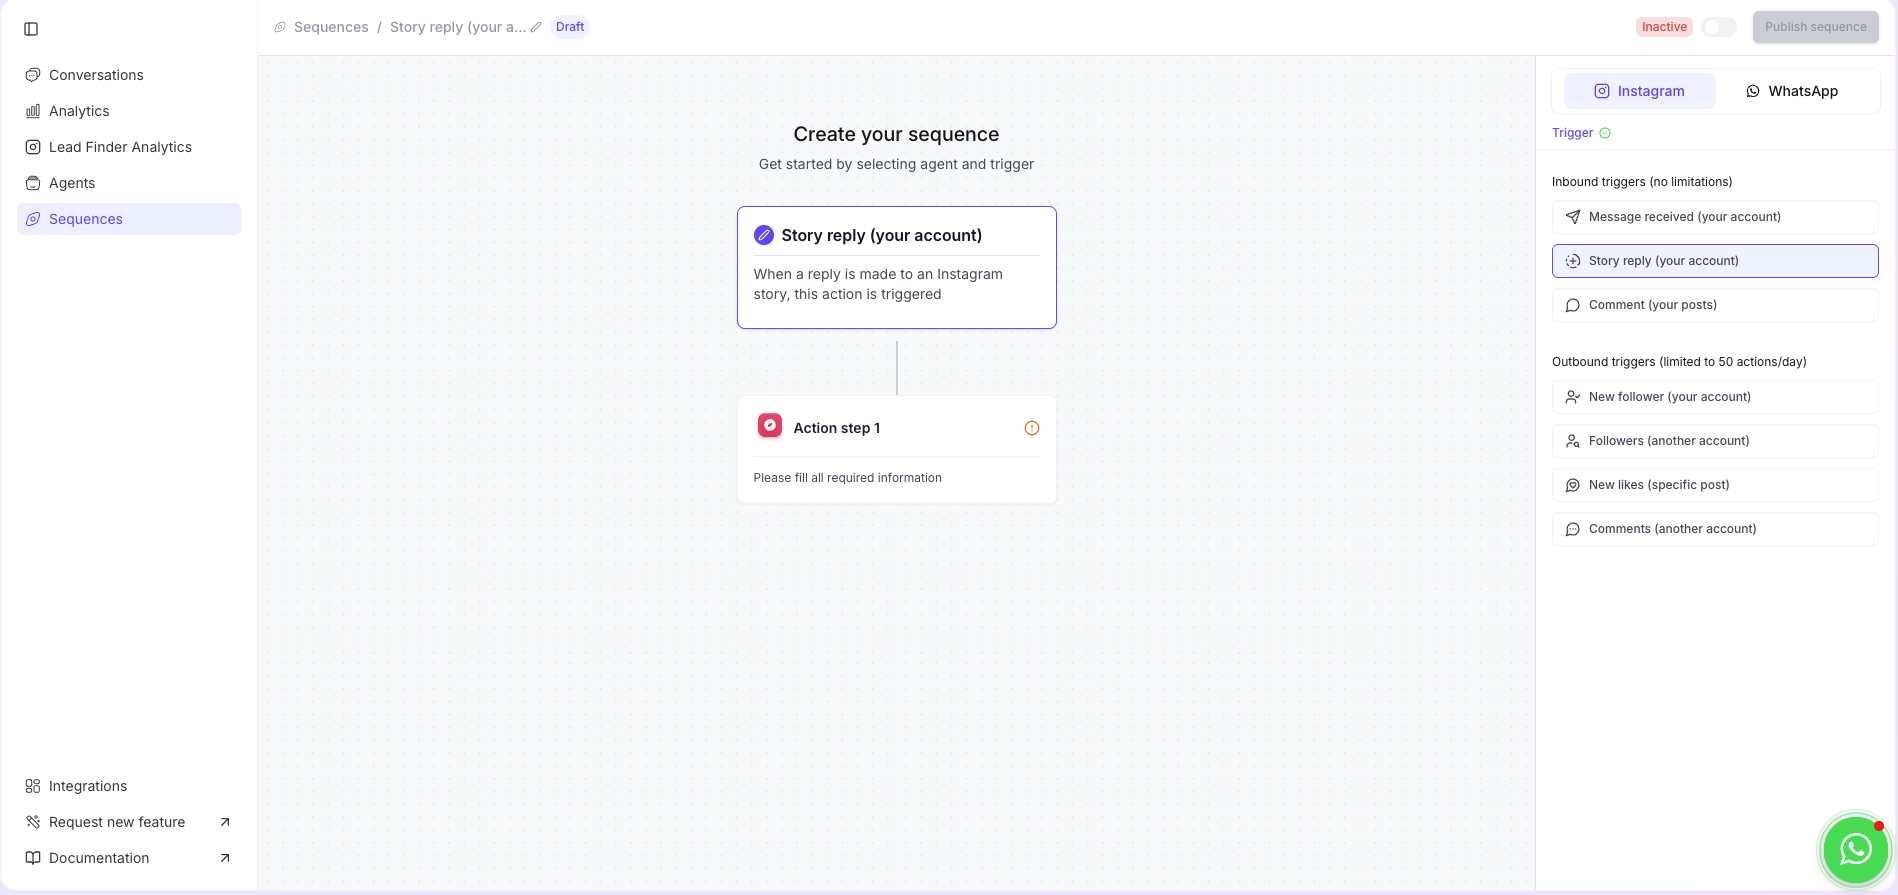 Sequences / Story reply (your a... Draft
Inactive
Publish sequence
Conversations
Analytics
Lead Finder Analytics
Agents
Sequences
Integrations
Request new feature
Documentation
Create your sequence
Get started by selecting agent and trigger
Story reply (your account)
When a reply is made to an Instagram
story, this action is triggered
Action step 1
Please fill all required information
Instagram
WhatsApp
Trigger
Inbound triggers (no limitations)
Message received (your account)
Story reply (your account)
Comment (your posts)
Outbound triggers (limited to 50 actions/day)
New follower (your account)
Followers (another account)
New likes (specific post)
Comments (another account)